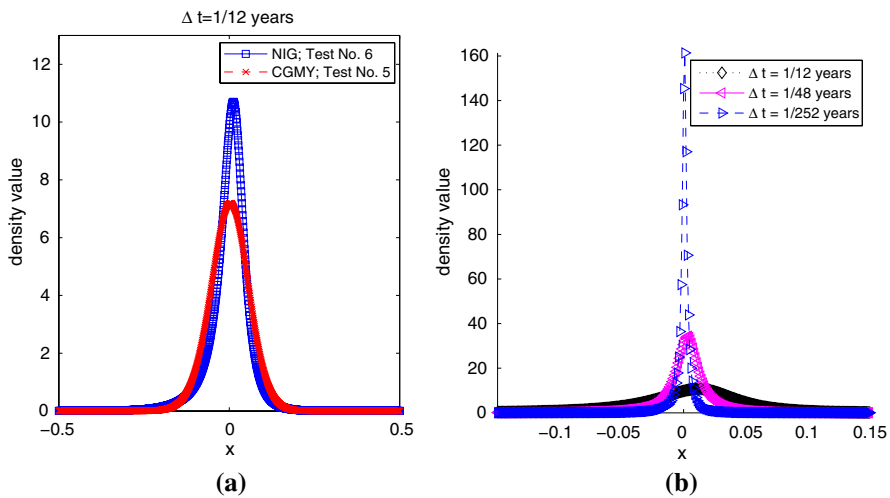 Δ t=1/12 years
NIG; Test No. 6
CGMY; Test No. 5
density value
12
10
8
6
4
2
0
−0.5
0
0.5
x
(a)
Δ t = 1/12 years
Δ t = 1/48 years
Δ t = 1/252 years
density value
160
140
120
100
80
60
40
20
0
−0.1
−0.05
0
0.05
0.1
0.15
x
(b)